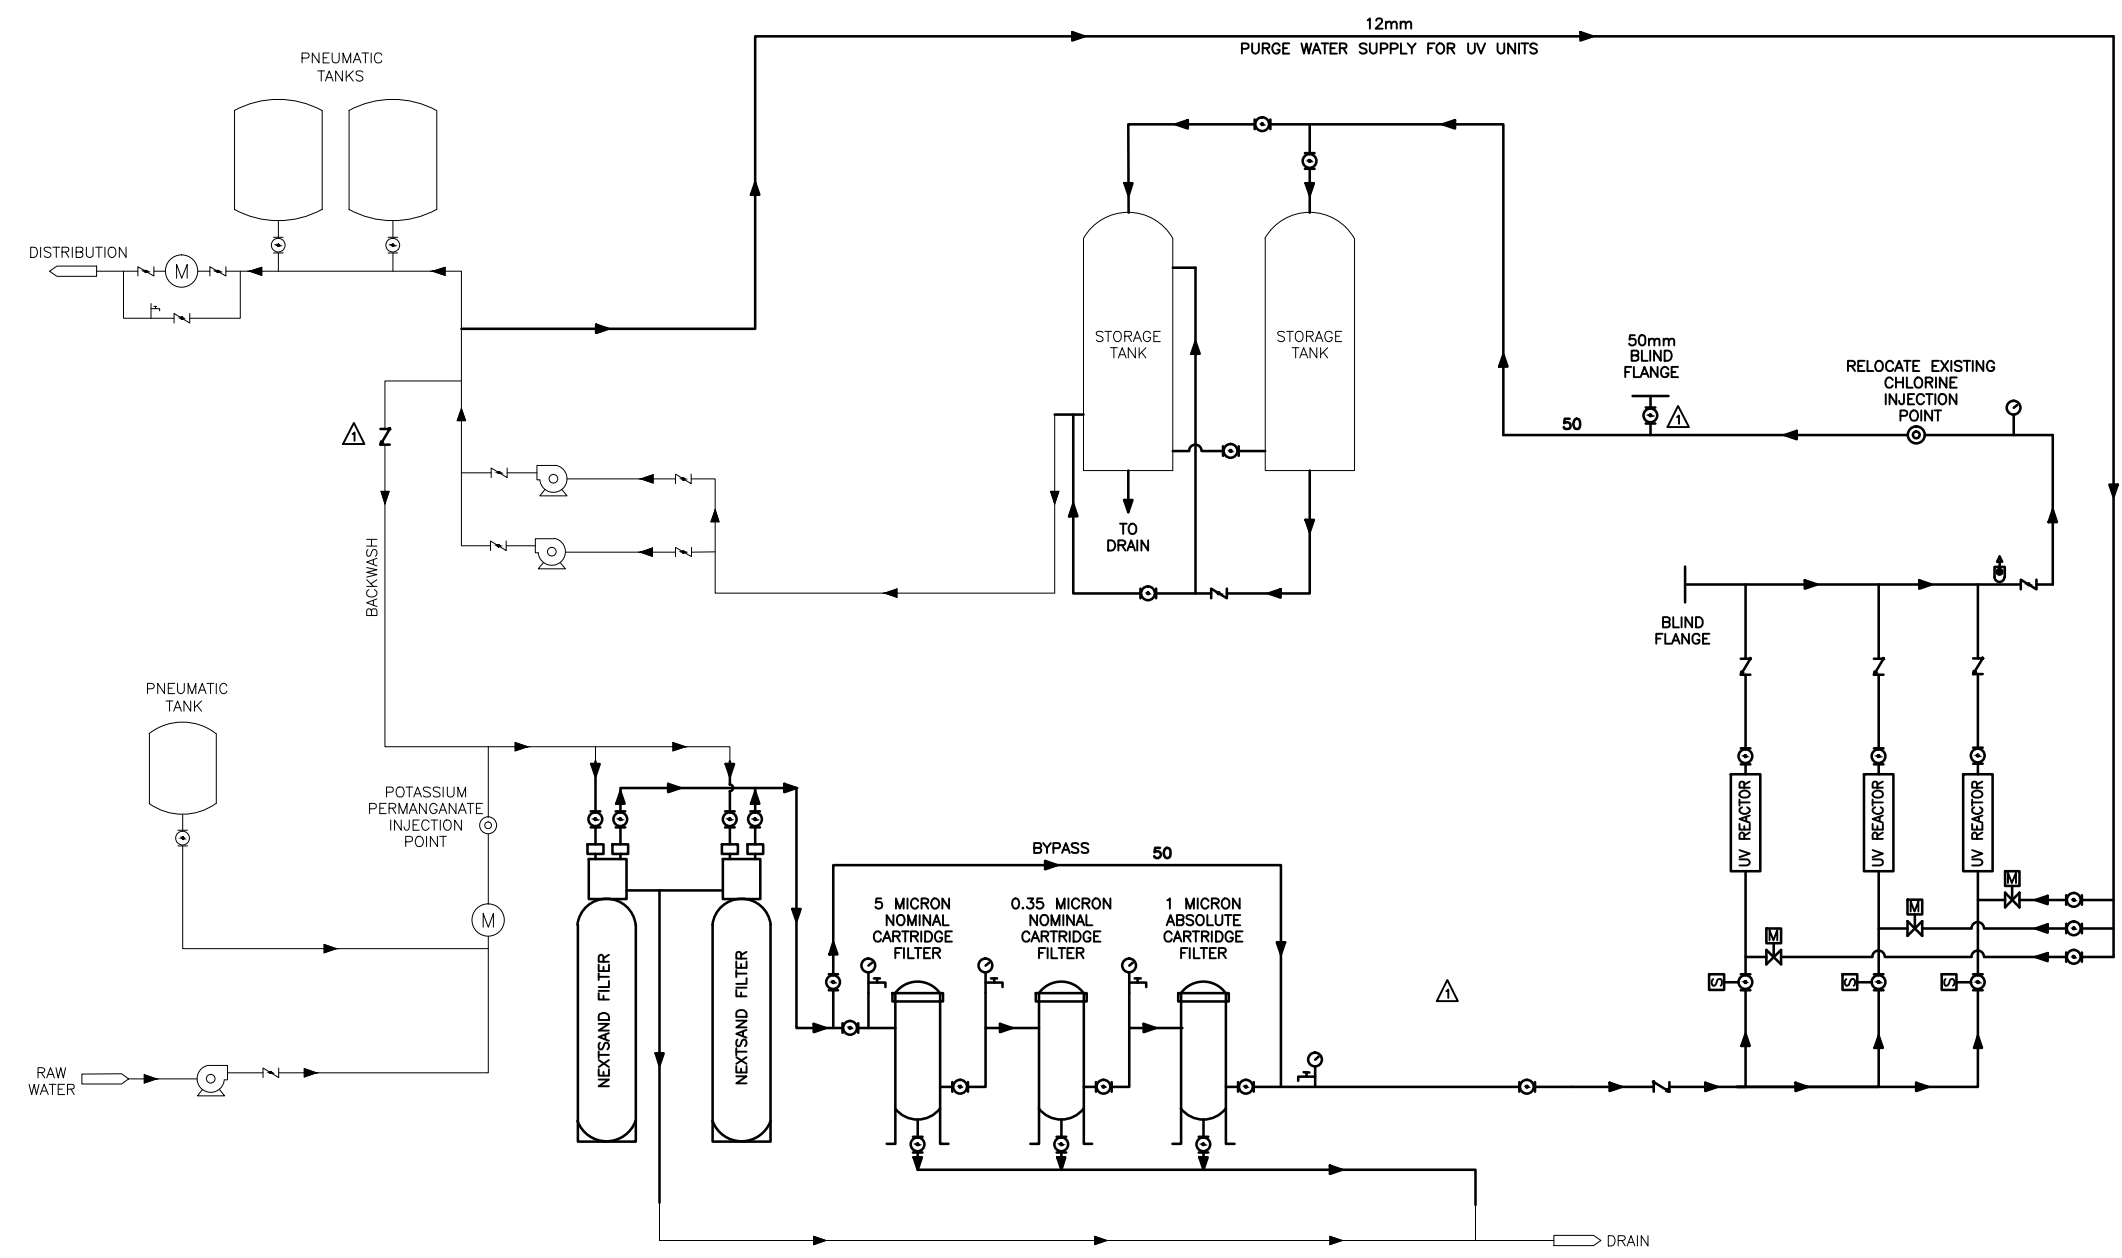 12mm
PURGE WATER SUPPLY FOR UV UNITS
PNEUMATIC
TANKS
DISTRIBUTION
M
STORAGE
TANK
STORAGE
TANK
50mm
BLIND
FLANGE
1
RELOCATE EXISTING
CHLORINE
INJECTION
POINT
50
1
TO
DRAIN
BACKWASH
BLIND
FLANGE
PNEUMATIC
TANK
POTASSIUM
PERMANGANATE
INJECTION
POINT
M
UV REACTOR
UV REACTOR
UV REACTOR
BYPASS
50
5 MICRON
NOMINAL
CARTRIDGE
FILTER
0.35 MICRON
NOMINAL
CARTRIDGE
FILTER
1 MICRON
ABSOLUTE
CARTRIDGE
FILTER
M
M
M
S
S
S
1
NEXTSAND FILTER
NEXTSAND FILTER
RAW
WATER
DRAIN